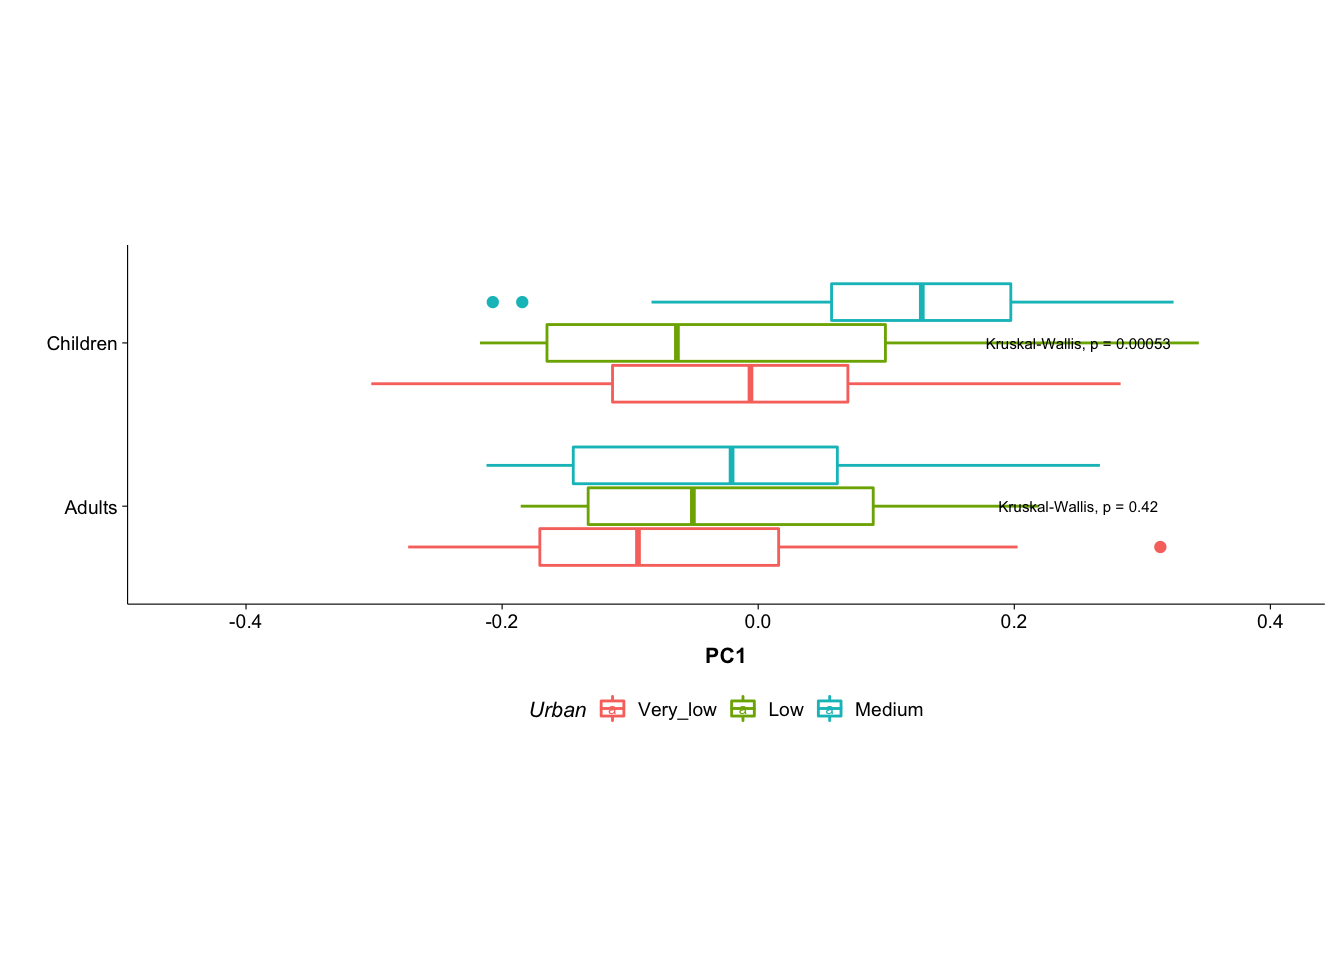 Children
Kruskal-Wallis, p = 0.00053
Adults
Kruskal-Wallis, p = 0.42
-0.4 -0.2 0.0 0.2 0.4
PC1
Urban a Very_low a Low a Medium